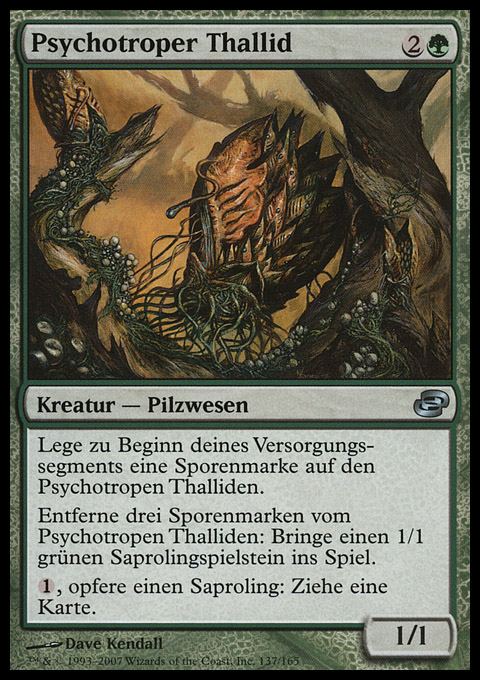 Psychotroper Thallid 2
Kreatur — Pilzwesen
Lege zu Beginn deines Versorgungs-
segments eine Sporenmarke auf den
Psychotropen Thalliden.
Entferne drei Sporenmarken vom
Psychotropen Thalliden: Bringe einen 1/1
grünen Saprolingspielstein ins Spiel.
1, opfere einen Saproling: Ziehe eine
Karte.
1/1
Dave Kendall
™ & © 1993–2007 Wizards of the Coast, Inc. 137/165